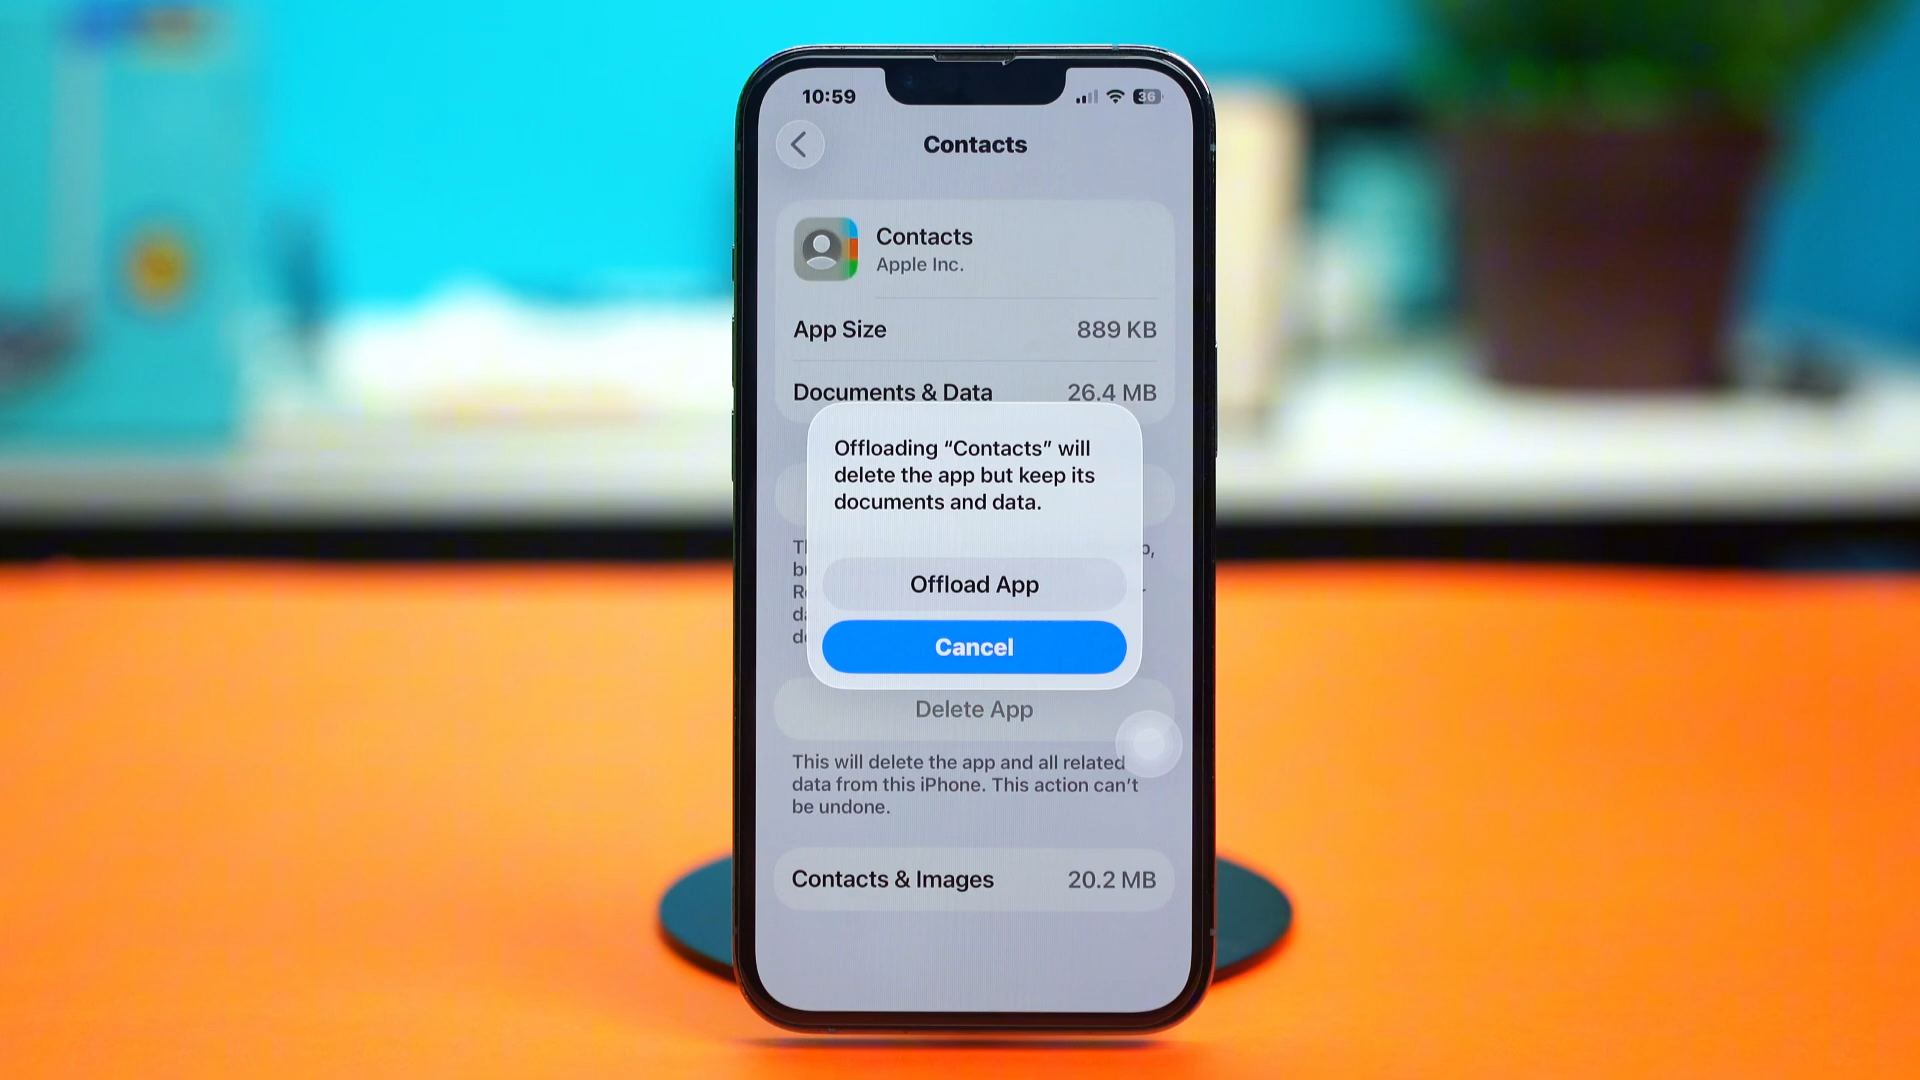 10:59
36
Contacts
Contacts
Apple Inc.
App Size 889 KB
Documents & Data 26.4 MB
Offloading “Contacts” will
delete the app but keep its
documents and data.
Offload App
Cancel
Delete App
This will delete the app and all related
data from this iPhone. This action can’t
be undone.
Contacts & Images 20.2 MB